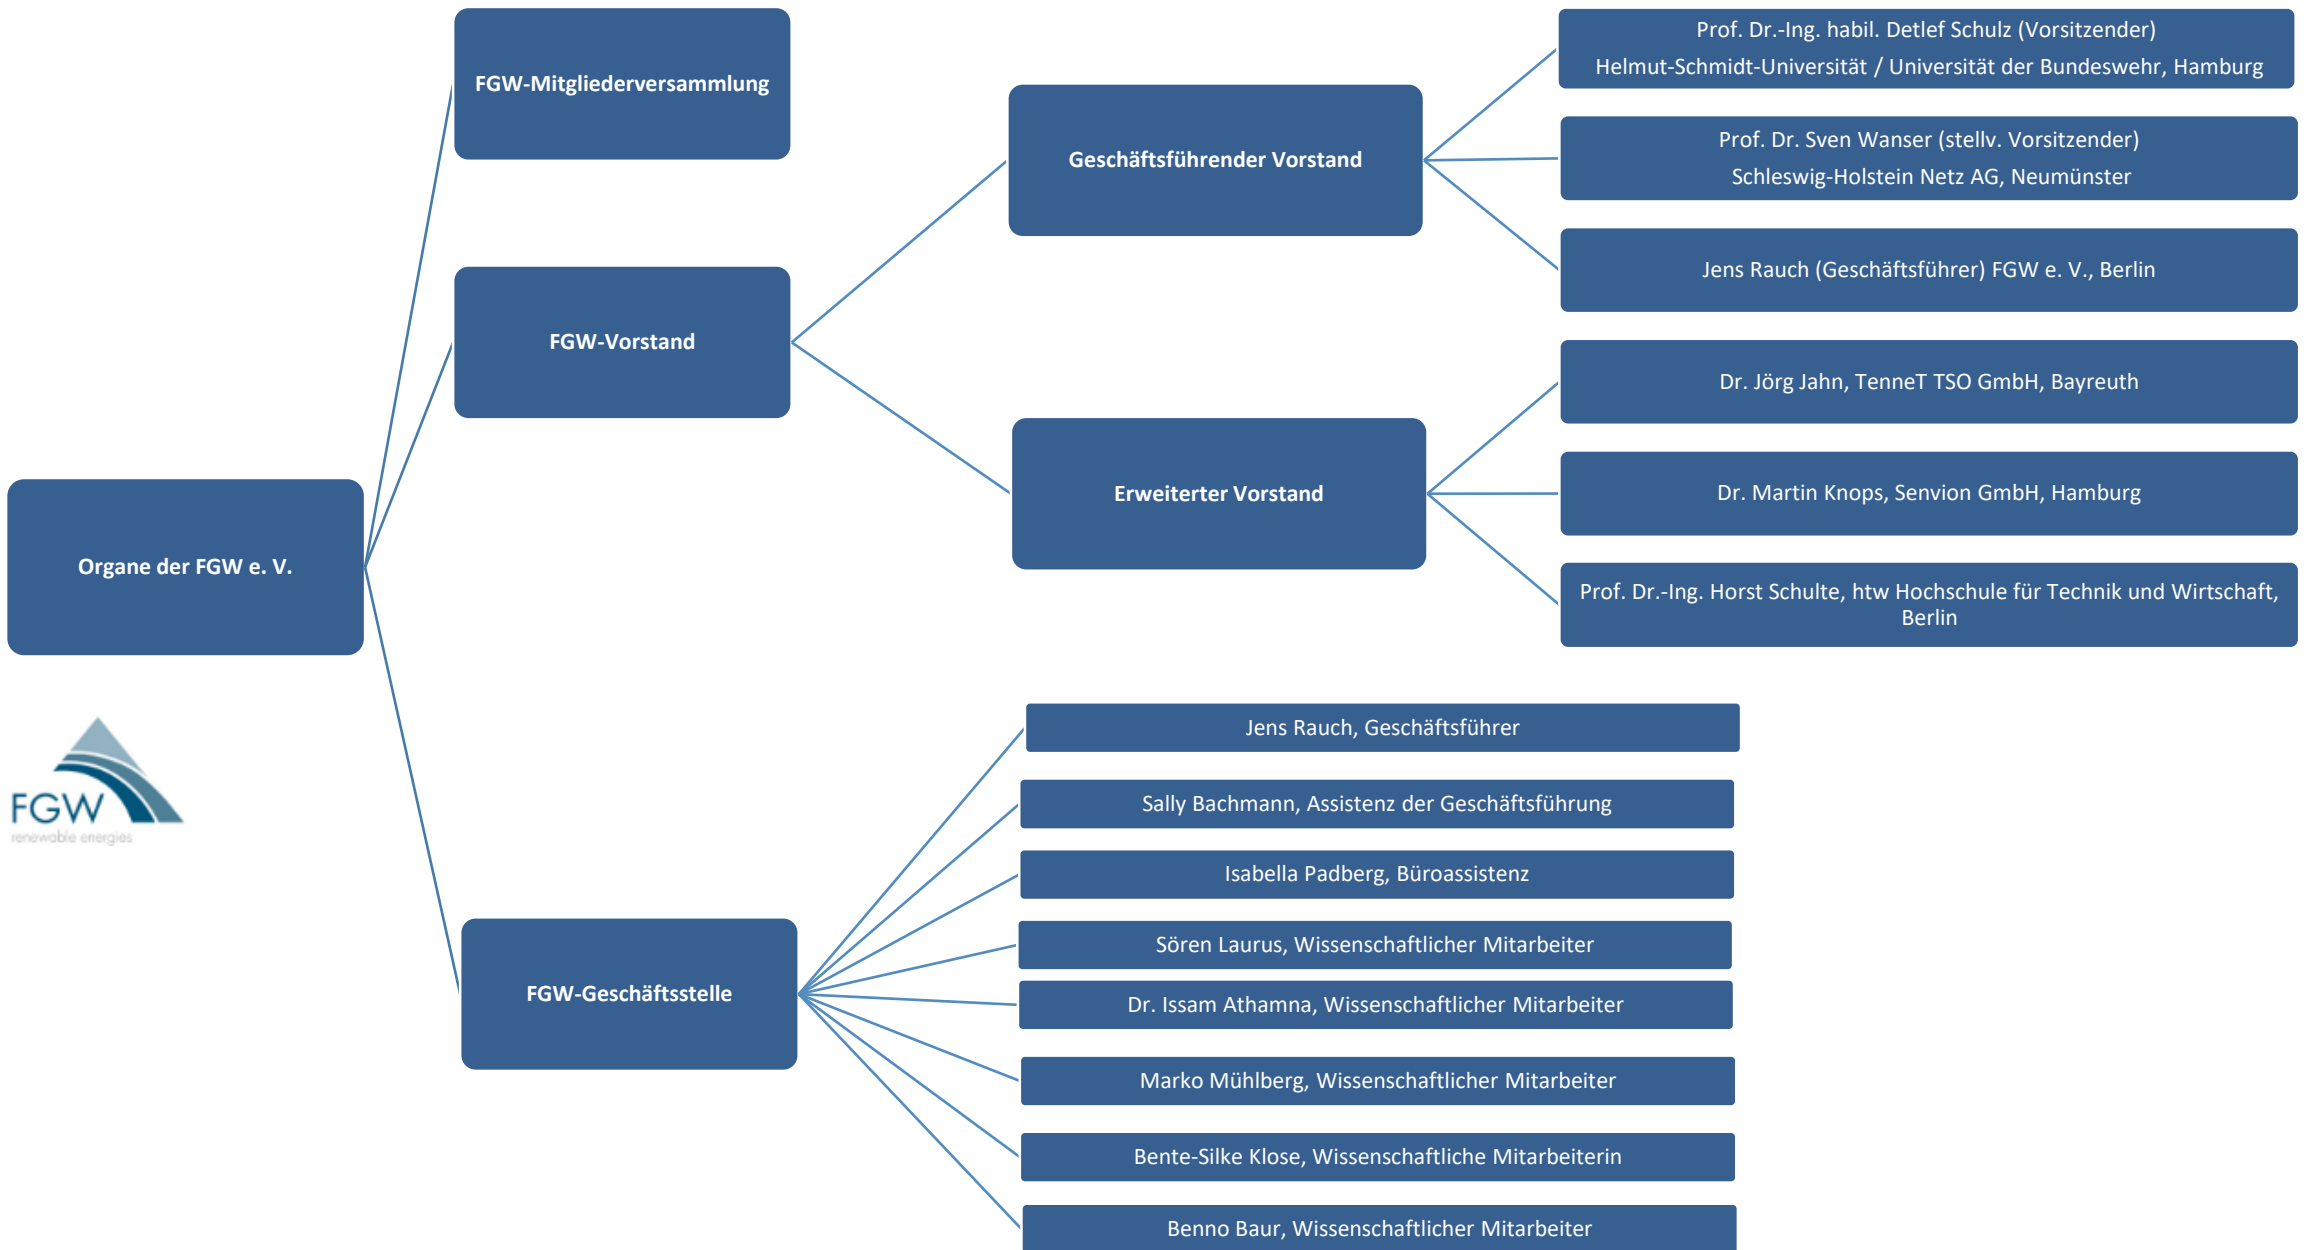 Organe der FGW e. V.
FGW-Mitgliederversammlung
FGW-Vorstand
Geschäftsführender Vorstand
Prof. Dr.-Ing. habil. Detlef Schulz (Vorsitzender)
Helmut-Schmidt-Universität / Universität der Bundeswehr, Hamburg
Prof. Dr. Sven Wanser (stellv. Vorsitzender)
Schleswig-Holstein Netz AG, Neumünster
Jens Rauch (Geschäftsführer) FGW e. V., Berlin
Erweiterter Vorstand
Dr. Jörg Jahn, TenneT TSO GmbH, Bayreuth
Dr. Martin Knops, Senvion GmbH, Hamburg
Prof. Dr.-Ing. Horst Schulte, htw Hochschule für Technik und Wirtschaft,
Berlin
FGW-Geschäftsstelle
Jens Rauch, Geschäftsführer
Sally Bachmann, Assistenz der Geschäftsführung
Isabella Padberg, Büroassistenz
Sören Laurus, Wissenschaftlicher Mitarbeiter
Dr. Issam Athamna, Wissenschaftlicher Mitarbeiter
Marko Mühlberg, Wissenschaftlicher Mitarbeiter
Bente-Silke Klose, Wissenschaftliche Mitarbeiterin
Benno Baur, Wissenschaftlicher Mitarbeiter
FGW
renewable energies